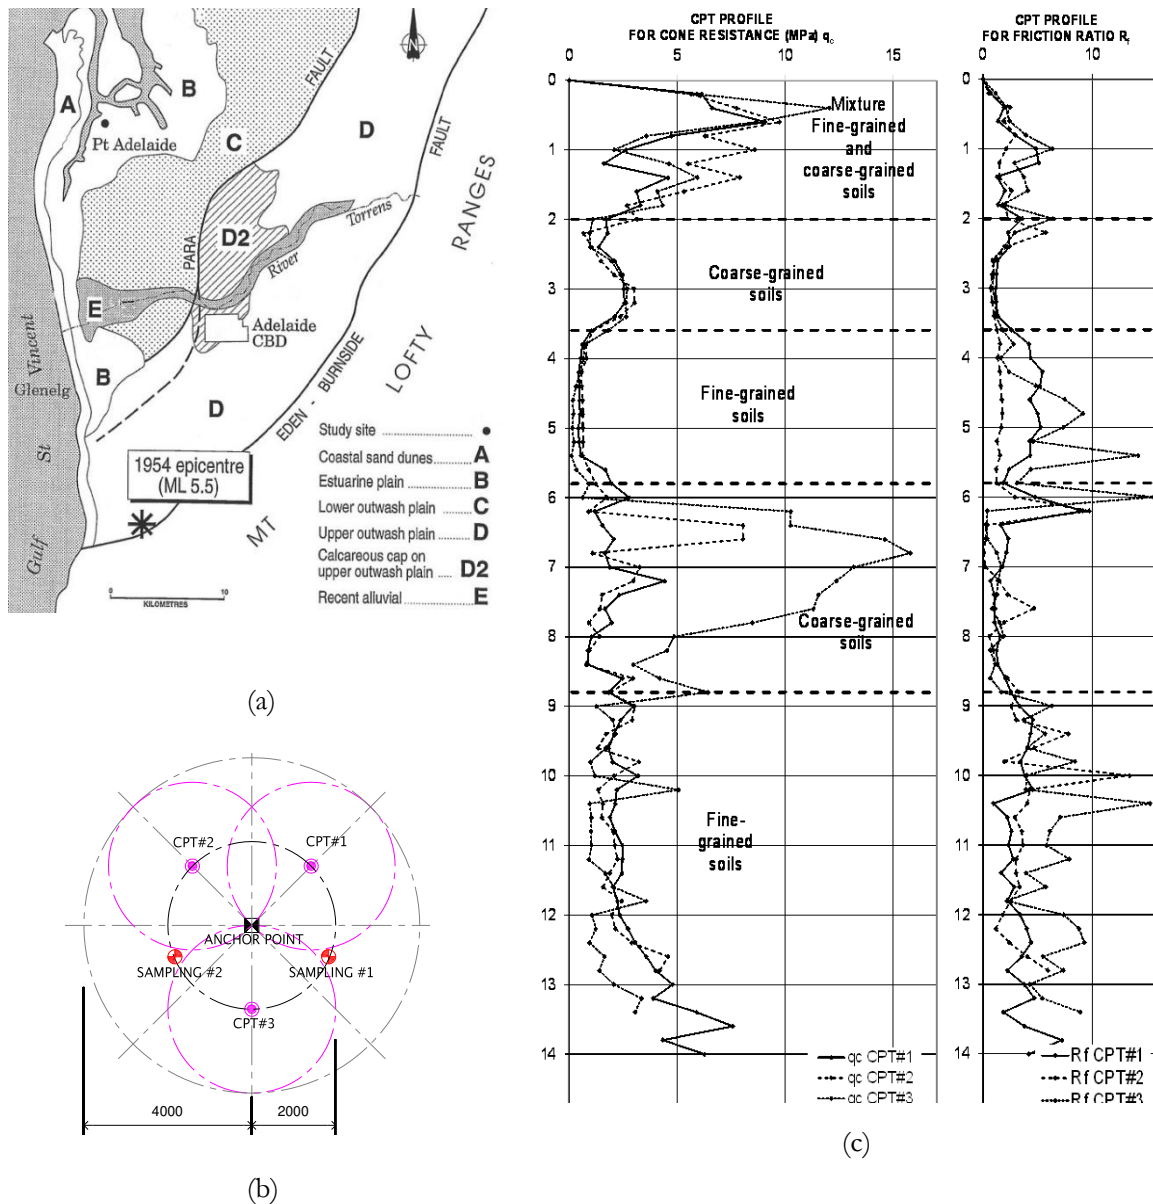 N
A
B
Pt Adelaide
C
FAULT
D
FAULT
RANGES
Torrens
River
PARA
D2
E
Adelaide
CBD
Vincent
Glenelg
St
Gulf
B
D
EDEN - BURNSIDE
LOFTY
MT
1954 epicentre
(ML 5.5)
0 10
KILOMETRES
Study site
Coastal sand dunes A
Estuarine plain B
Lower outwash plain C
Upper outwash plain D
Calcareous cap on
upper outwash plain D2
Recent alluvial E
(a)
CPT#2
CPT#1
ANCHOR POINT
SAMPLING #2
SAMPLING #1
CPT#3
4000
2000
(b)
CPT PROFILE
FOR CONE RESISTANCE (MPa) qc
0 5 10 15
0
1
2
3
4
5
6
7
8
9
10
11
12
13
14
Mixture
Fine-grained
and
coarse-grained
soils
Coarse-grained
soils
Fine-grained
soils
Coarse-grained
soils
Fine-
grained
soils
qc CPT#1
qc CPT#2
qc CPT#3
CPT PROFILE
FOR FRICTION RATIO Rf
0 10
0
1
2
3
4
5
6
7
8
9
10
11
12
13
14
Rf CPT#1
Rf CPT#2
Rf CPT#3
(c)